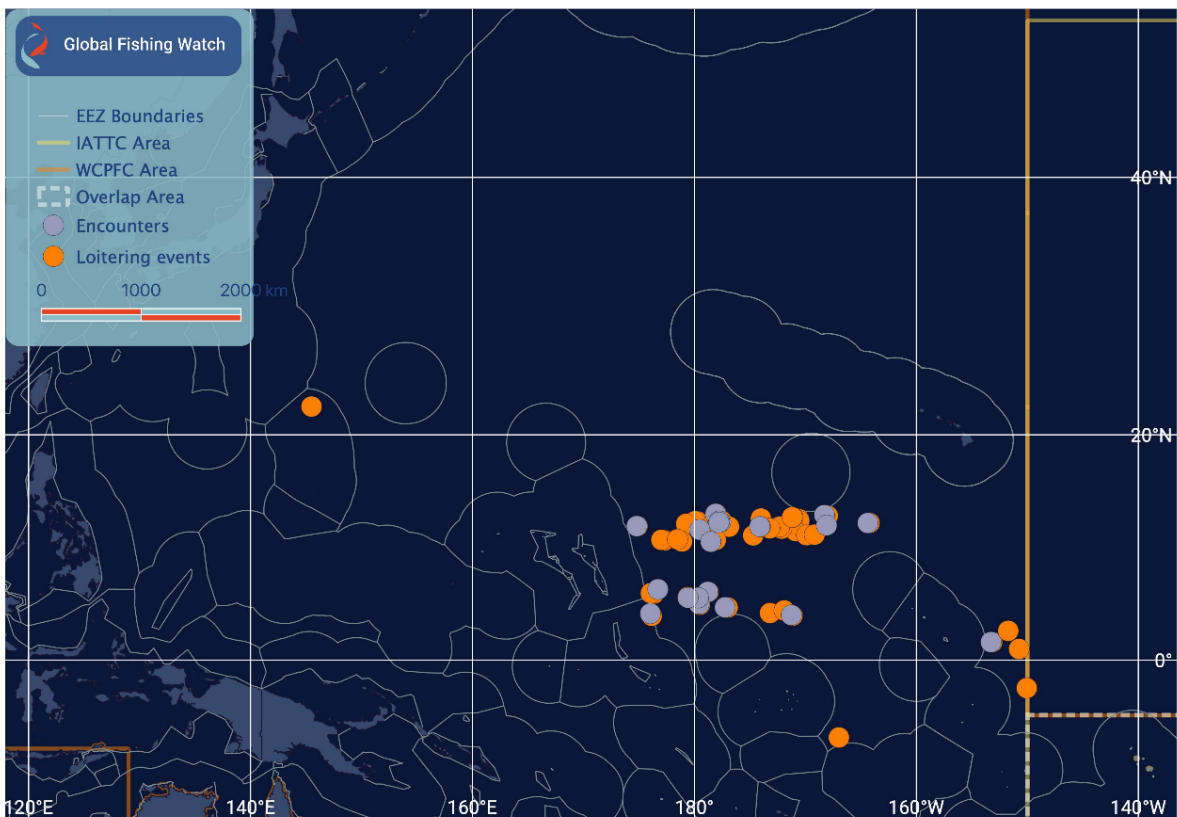 Global Fishing Watch
EEZ Boundaries
IATTC Area
WCPFC Area
Overlap Area
Encounters
Loitering events
0 1000 2000 km
40°N
20°N
0°
120°E 140°E 160°E 180° 160°W 140°W